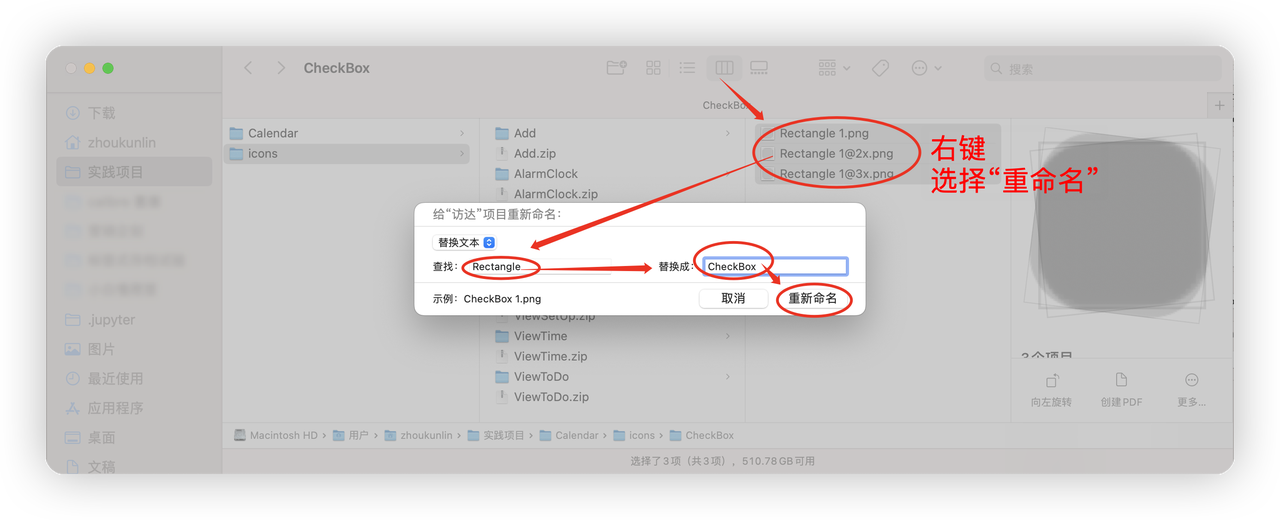 CheckBox
搜索
CheckBox
下载
zhoukunlin
实践项目
.jupyter
图片
最近使用
应用程序
桌面
文稿
Calendar
icons
Add
Add.zip
AlarmClock
AlarmClock.zip
ViewSetUp.zip
ViewTime
ViewTime.zip
ViewToDo
ViewToDo.zip
Rectangle 1.png
Rectangle 1@2x.png
Rectangle 1@3x.png
右键
选择“重命名”
给“访达”项目重新命名：
替换文本
查找： Rectangle 替换成： CheckBox
示例： CheckBox 1.png 取消 重新命名
3个项目
向左旋转 创建PDF 更多...
Macintosh HD › 用户 › zhoukunlin › 实践项目 › Calendar › icons › CheckBox
选择了3项（共3项），510.78 GB可用